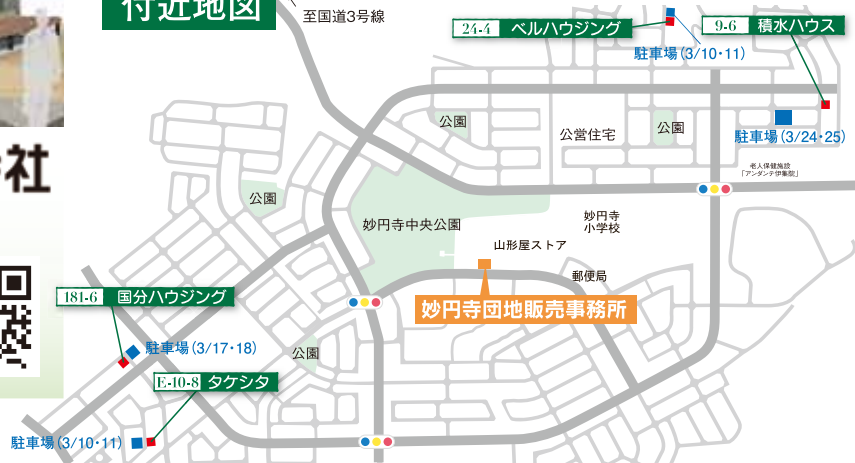 付近地図
至国道3号線
24-4 ベルハウジング
9-6 積水ハウス
駐車場(3/10・11)
公園
公営住宅
公園
駐車場(3/24・25)
老人保健施設
「アンダンテ伊集院」
社
公園
妙円寺中央公園
妙円寺
小学校
山形屋ストア
郵便局
181-6 国分ハウジング
妙円寺団地販売事務所
駐車場(3/17・18)
公園
E-10-8 タケシタ
駐車場(3/10・11)